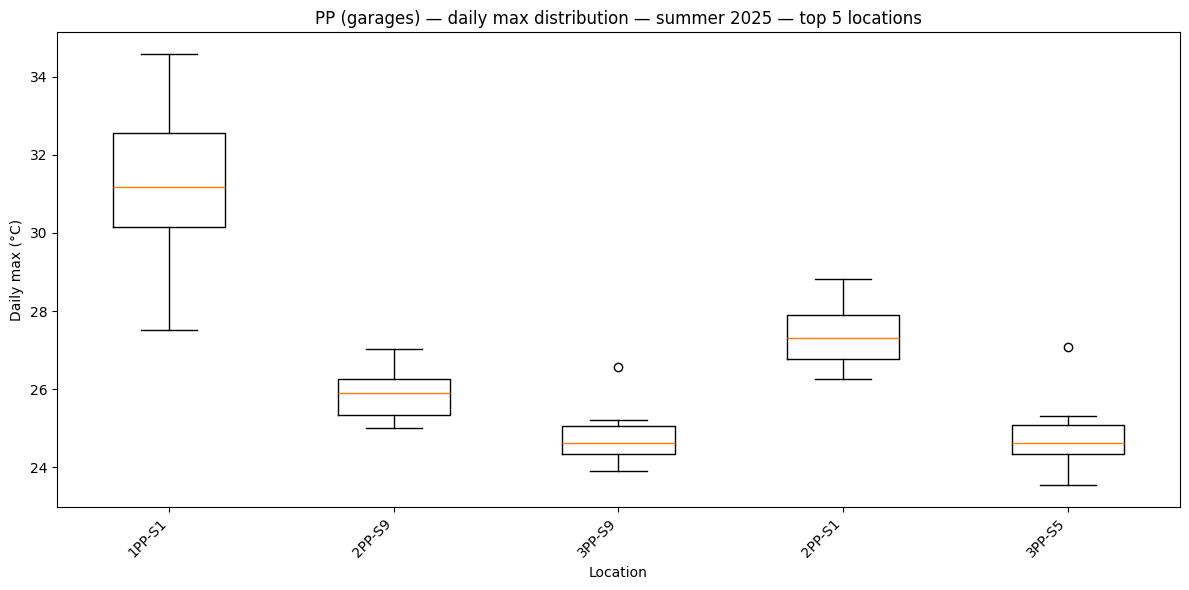 PP (garages) — daily max distribution — summer 2025 — top 5 locations
Daily max (°C)
34
32
30
28
26
24
1PP-S1
2PP-S9
3PP-S9
2PP-S1
3PP-S5
Location